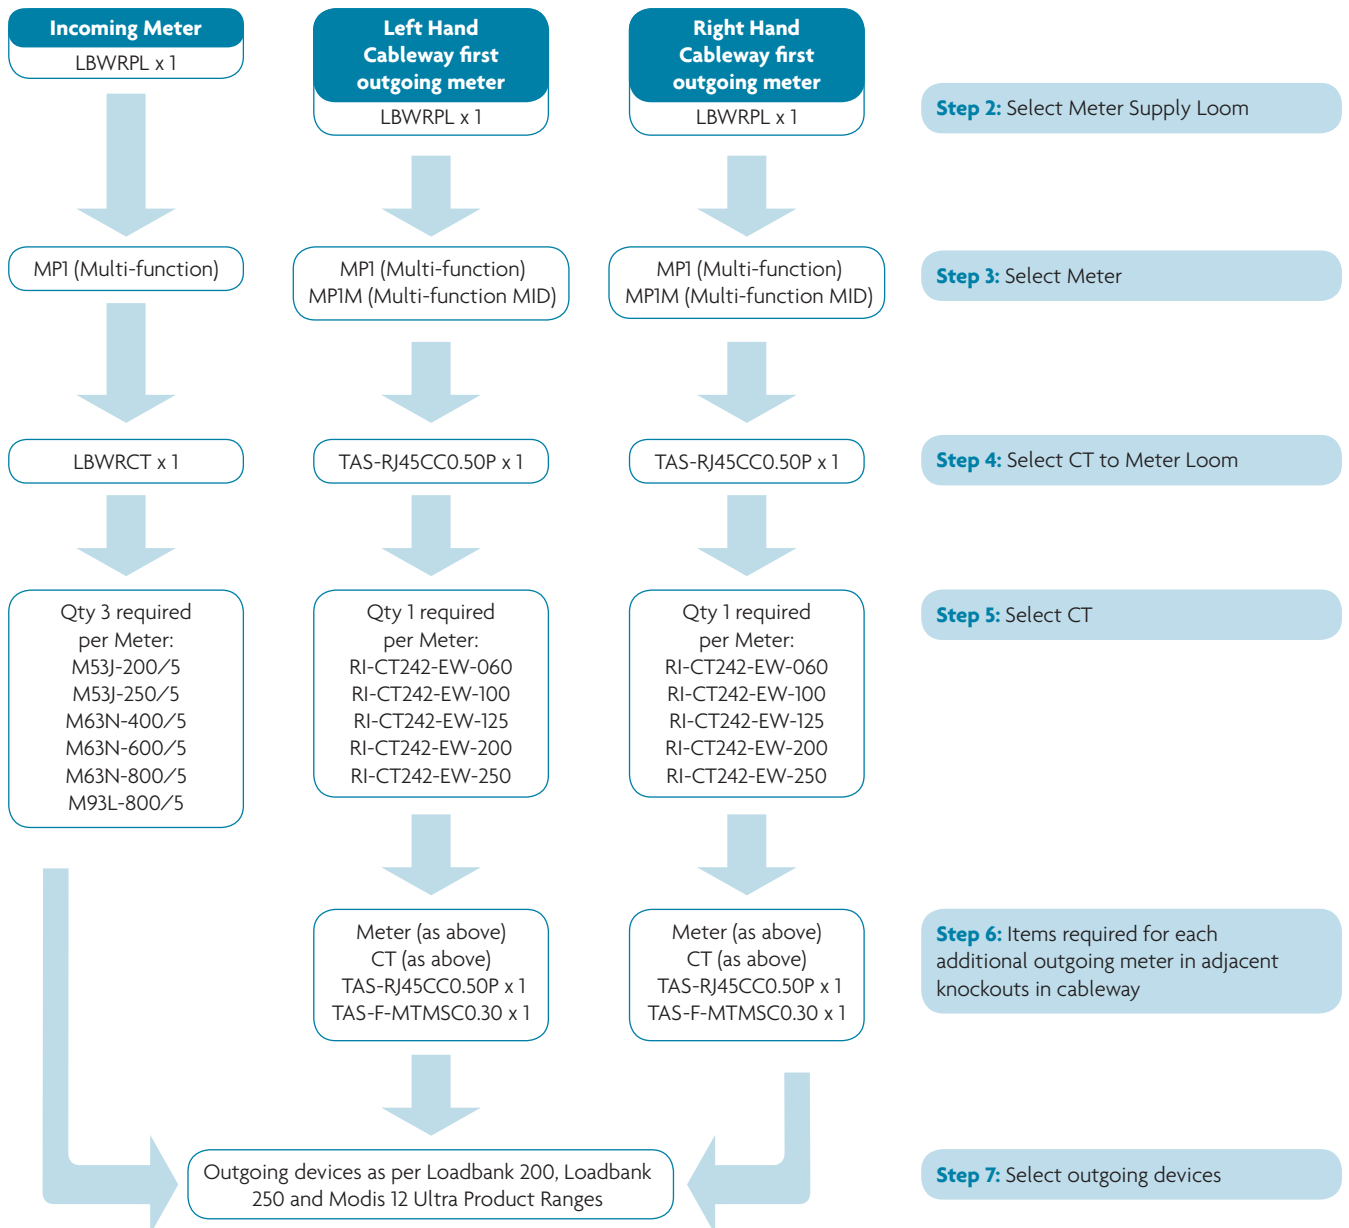 Incoming Meter
LBWRPL x 1
Left Hand
Cableway first
outgoing meter
LBWRPL x 1
Right Hand
Cableway first
outgoing meter
LBWRPL x 1
Step 2: Select Meter Supply Loom
MP1 (Multi-function)
MP1 (Multi-function)
MP1M (Multi-function MID)
MP1 (Multi-function)
MP1M (Multi-function MID)
Step 3: Select Meter
LBWRCT x 1
TAS-RJ45CC0.50P x 1
TAS-RJ45CC0.50P x 1
Step 4: Select CT to Meter Loom
Qty 3 required
per Meter:
M53J-200/5
M53J-250/5
M63N-400/5
M63N-600/5
M63N-800/5
M93L-800/5
Qty 1 required
per Meter:
RI-CT242-EW-060
RI-CT242-EW-100
RI-CT242-EW-125
RI-CT242-EW-200
RI-CT242-EW-250
Qty 1 required
per Meter:
RI-CT242-EW-060
RI-CT242-EW-100
RI-CT242-EW-125
RI-CT242-EW-200
RI-CT242-EW-250
Step 5: Select CT
Meter (as above)
CT (as above)
TAS-RJ45CC0.50P x 1
TAS-F-MTMSC0.30 x 1
Meter (as above)
CT (as above)
TAS-RJ45CC0.50P x 1
TAS-F-MTMSC0.30 x 1
Step 6: Items required for each
additional outgoing meter in adjacent
knockouts in cableway
Outgoing devices as per Loadbank 200, Loadbank
250 and Modis 12 Ultra Product Ranges
Step 7: Select outgoing devices